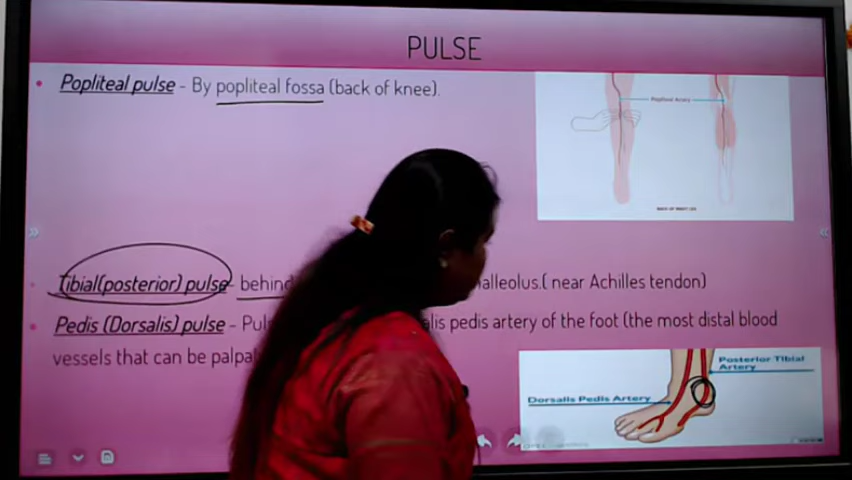 PULSE
Popliteal pulse - By popliteal fossa (back of knee).
Popliteal Artery
Tibial(posterior) pulse- behind alleolus.( near Achilles tendon)
Pedis (Dorsalis) pulse - Pul alis pedis artery of the foot (the most distal blood
vessels that can be palpa
Posterior Tibial
Artery
Dorsalis Pedis Artery